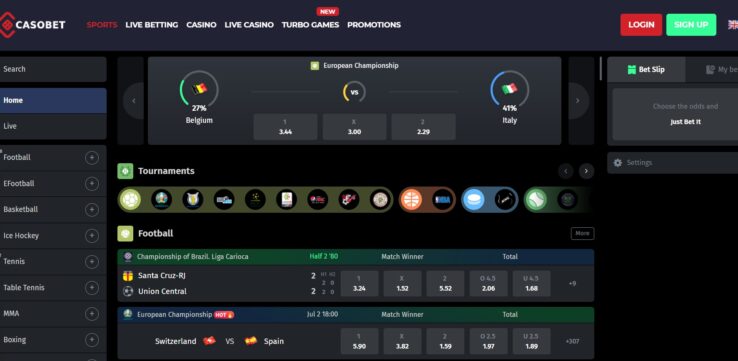 CASOBET
SPORTS LIVE BETTING CASINO LIVE CASINO TURBO GAMES PROMOTIONS
NEW
LOGIN SIGN UP
Search
Home
Live
Football
EFootball
Basketball
Ice Hockey
Tennis
Table Tennis
MMA
Boxing
European Championship
27%
Belgium
VS
41%
Italy
1 X 2
3.44 3.00 2.29
Tournaments
Football
More
Championship of Brazil. Liga Carioca Half 2 '80 Match Winner Total
H1 H2
Santa Cruz-RJ 2 2 0
Union Central 2 2 0
1 X 2 O 4.5 U 4.5
3.24 1.52 5.52 2.06 1.68
+9
European Championship HOT Jul 2 18:00 Match Winner Total
Switzerland VS Spain
1 X 2 O 2.5 U 2.5
5.90 3.82 1.59 1.97 1.89
+307
Bet Slip
My be
Choose the odds and
Just Bet It
Settings